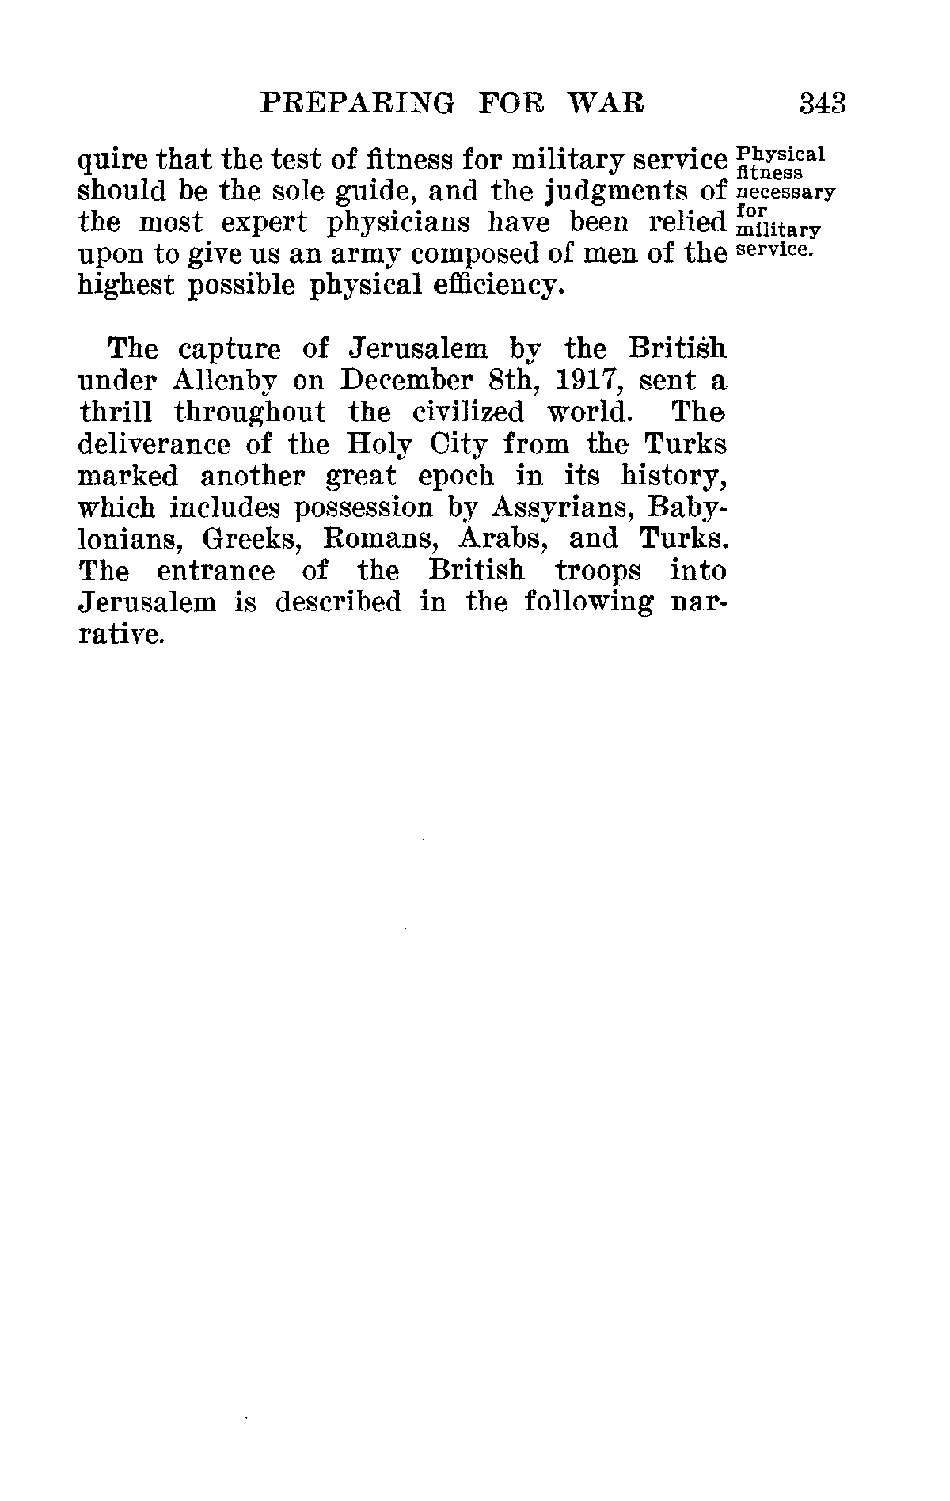 PREPARING FOR WAR 343
quire that the test of fitness for military service
should be the sole guide, and the judgments of
the most expert physicians have been relied
upon to give us an army composed of men of the
highest possible physical efficiency.
Physical
fitness
necessary
for
military
service.
The capture of Jerusalem by the British
under Allenby on December 8th, 1917, sent a
thrill throughout the civilized world. The
deliverance of the Holy City from the Turks
marked another great epoch in its history,
which includes possession by Assyrians, Baby-
lonians, Greeks, Romans, Arabs, and Turks.
The entrance of the British troops into
Jerusalem is described in the following nar-
rative.